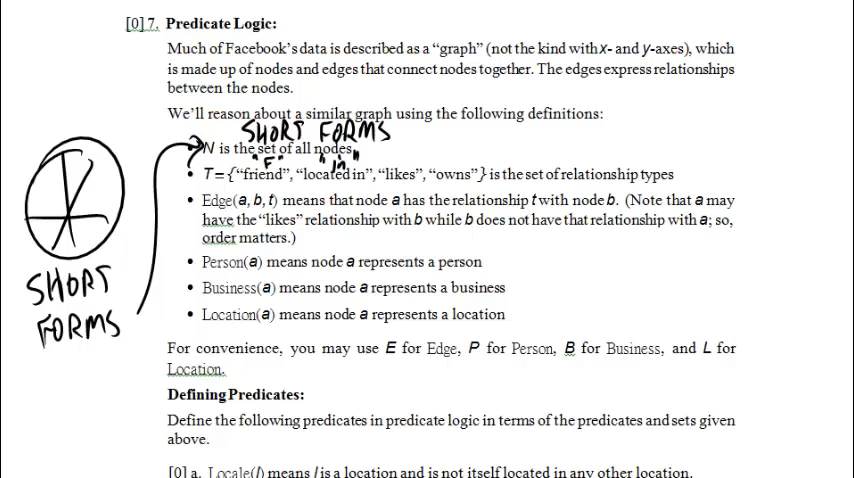 [0] 7. Predicate Logic:
Much of Facebook's data is described as a "graph" (not the kind with x- and y-axes), which
is made up of nodes and edges that connect nodes together. The edges express relationships
between the nodes.
We'll reason about a similar graph using the following definitions:
SHORT FORMS
• N is the set of all nodes
"F" "in"
• T = {"friend", "located in", "likes", "owns"} is the set of relationship types
• Edge(a, b, t) means that node a has the relationship t with node b. (Note that a may
have the "likes" relationship with b while b does not have that relationship with a; so,
order matters.)
• Person(a) means node a represents a person
• Business(a) means node a represents a business
• Location(a) means node a represents a location
SHORT
FORMS
For convenience, you may use E for Edge, P for Person, B for Business, and L for
Location.
Defining Predicates:
Define the following predicates in predicate logic in terms of the predicates and sets given
above.
[0] a. Locale(l) means l is a location and is not itself located in any other location.